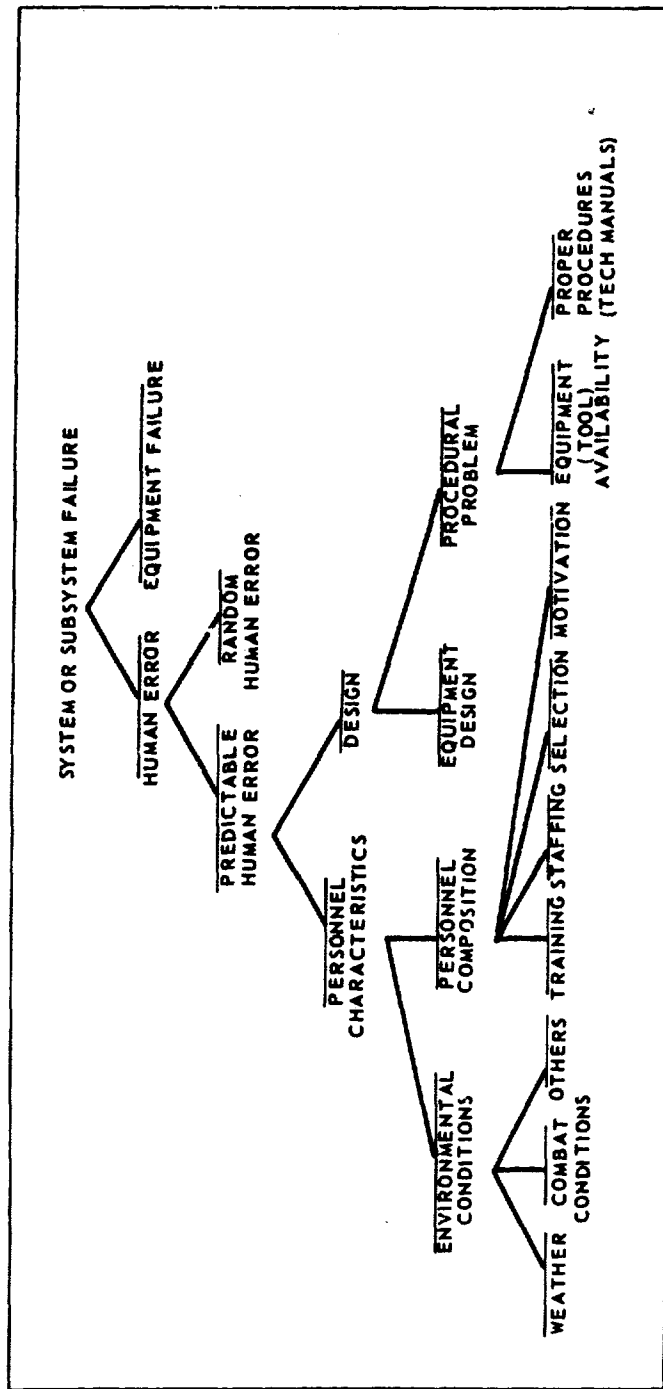 SYSTEM OR SUBSYSTEM FAILURE
HUMAN ERROR
EQUIPMENT FAILURE
PREDICTABLE
HUMAN ERROR
RANDOM
HUMAN ERROR
PERSONNEL
CHARACTERISTICS
DESIGN
ENVIRONMENTAL
CONDITIONS
PERSONNEL
COMPOSITION
EQUIPMENT
DESIGN
PROCEDURAL
PROBLEM
WEATHER
COMBAT
CONDITIONS
OTHERS
TRAINING
STAFFING
SELECTION
MOTIVATION
EQUIPMENT
(TOOL)
AVAILABILITY
PROPER
PROCEDURES
(TECH MANUALS)